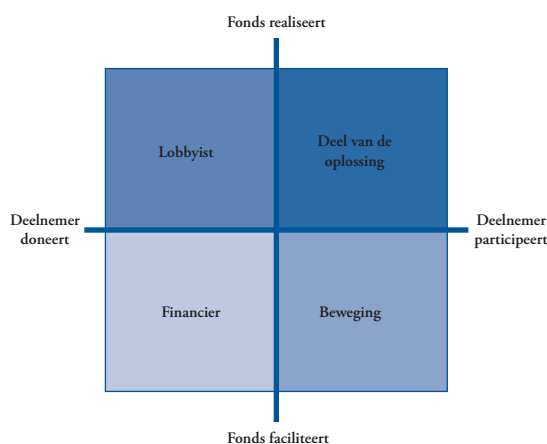 Fonds realiseert
Lobbyist
Deel van de
oplossing
Deelnemer
doneert
Deelnemer
participeert
Financier
Beweging
Fonds faciliteert